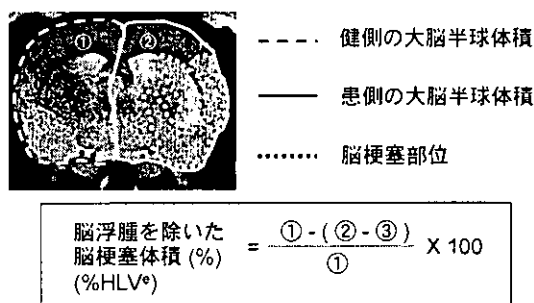 ① ②
健側の大脳半球体積
患側の大脳半球体積
脳梗塞部位
脳浮腫を除いた
脳梗塞体積 (%)
(%HLVᵉ)
= ① - ( ② - ③ ) / ① X 100